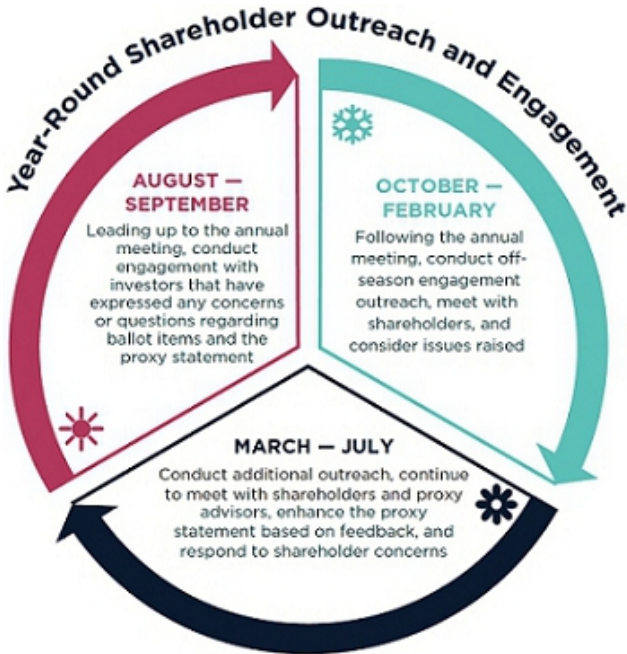 Year-Round Shareholder Outreach and Engagement
AUGUST —
SEPTEMBER
Leading up to the annual
meeting, conduct
engagement with
investors that have
expressed any concerns
or questions regarding
ballot items and the
proxy statement
OCTOBER —
FEBRUARY
Following the annual
meeting, conduct off-
season engagement
outreach, meet with
shareholders, and
consider issues raised
MARCH — JULY
Conduct additional outreach, continue
to meet with shareholders and proxy
advisors, enhance the proxy
statement based on feedback, and
respond to shareholder concerns